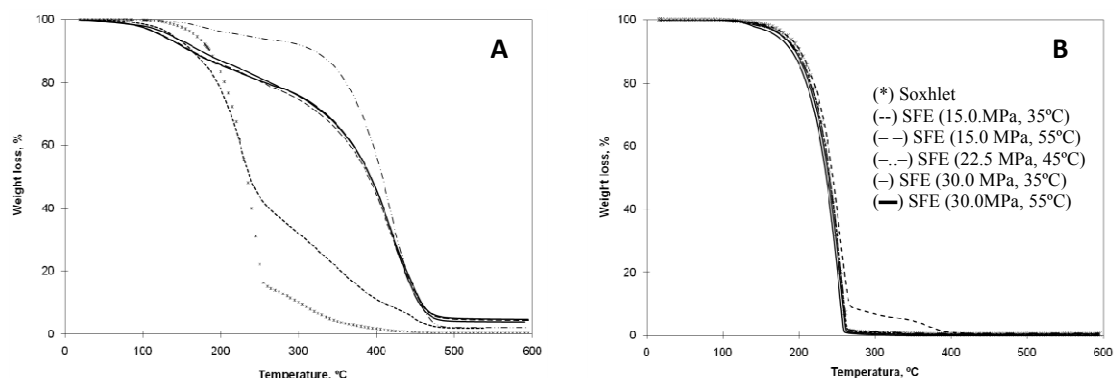 A
Weight loss, %
100
80
60
40
20
0
0
100
200
300
400
500
600
Temperature, ºC
B
Weight loss, %
100
80
60
40
20
0
0
100
200
300
400
500
600
Temperatura, ºC
(*) Soxhlet
(--) SFE (15.0.MPa, 35ºC)
(– –) SFE (15.0 MPa, 55ºC)
(–..–) SFE (22.5 MPa, 45ºC)
(–) SFE (30.0 MPa, 35ºC)
(—) SFE (30.0MPa, 55ºC)